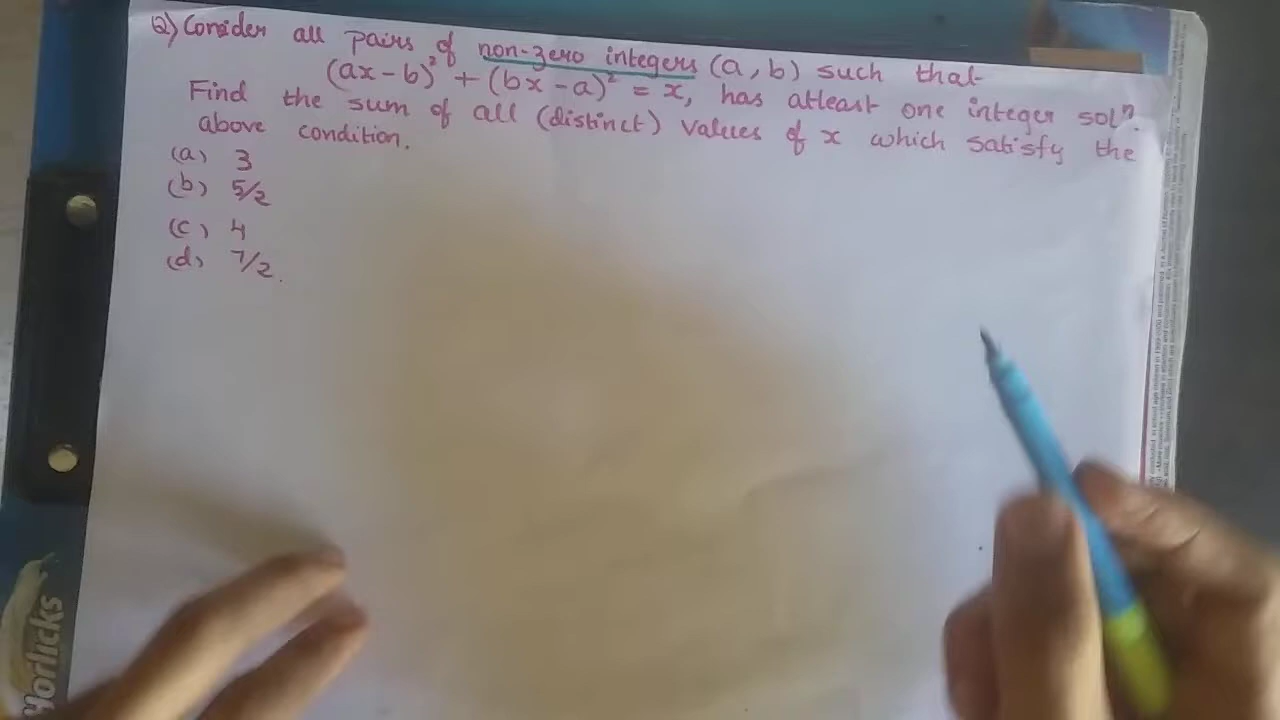 Q) Consider all pairs of non-zero integers (a, b) such that
(ax-b)² + (bx-a)² = x, has atleast one integer solⁿ.
Find the sum of all (distinct) values of x which satisfy the
above condition.
(a) 3
(b) 5/2
(c) 4
(d) 7/2.
Horlicks